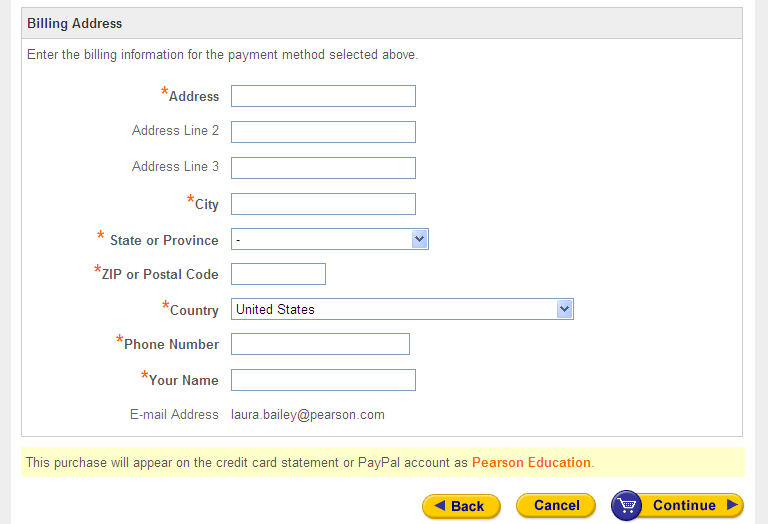 Billing Address
Enter the billing information for the payment method selected above.
*Address
Address Line 2
Address Line 3
*City
* State or Province -
*ZIP or Postal Code
*Country United States
*Phone Number
*Your Name
E-mail Address laura.bailey@pearson.com
This purchase will appear on the credit card statement or PayPal account as Pearson Education.
Back Cancel Continue